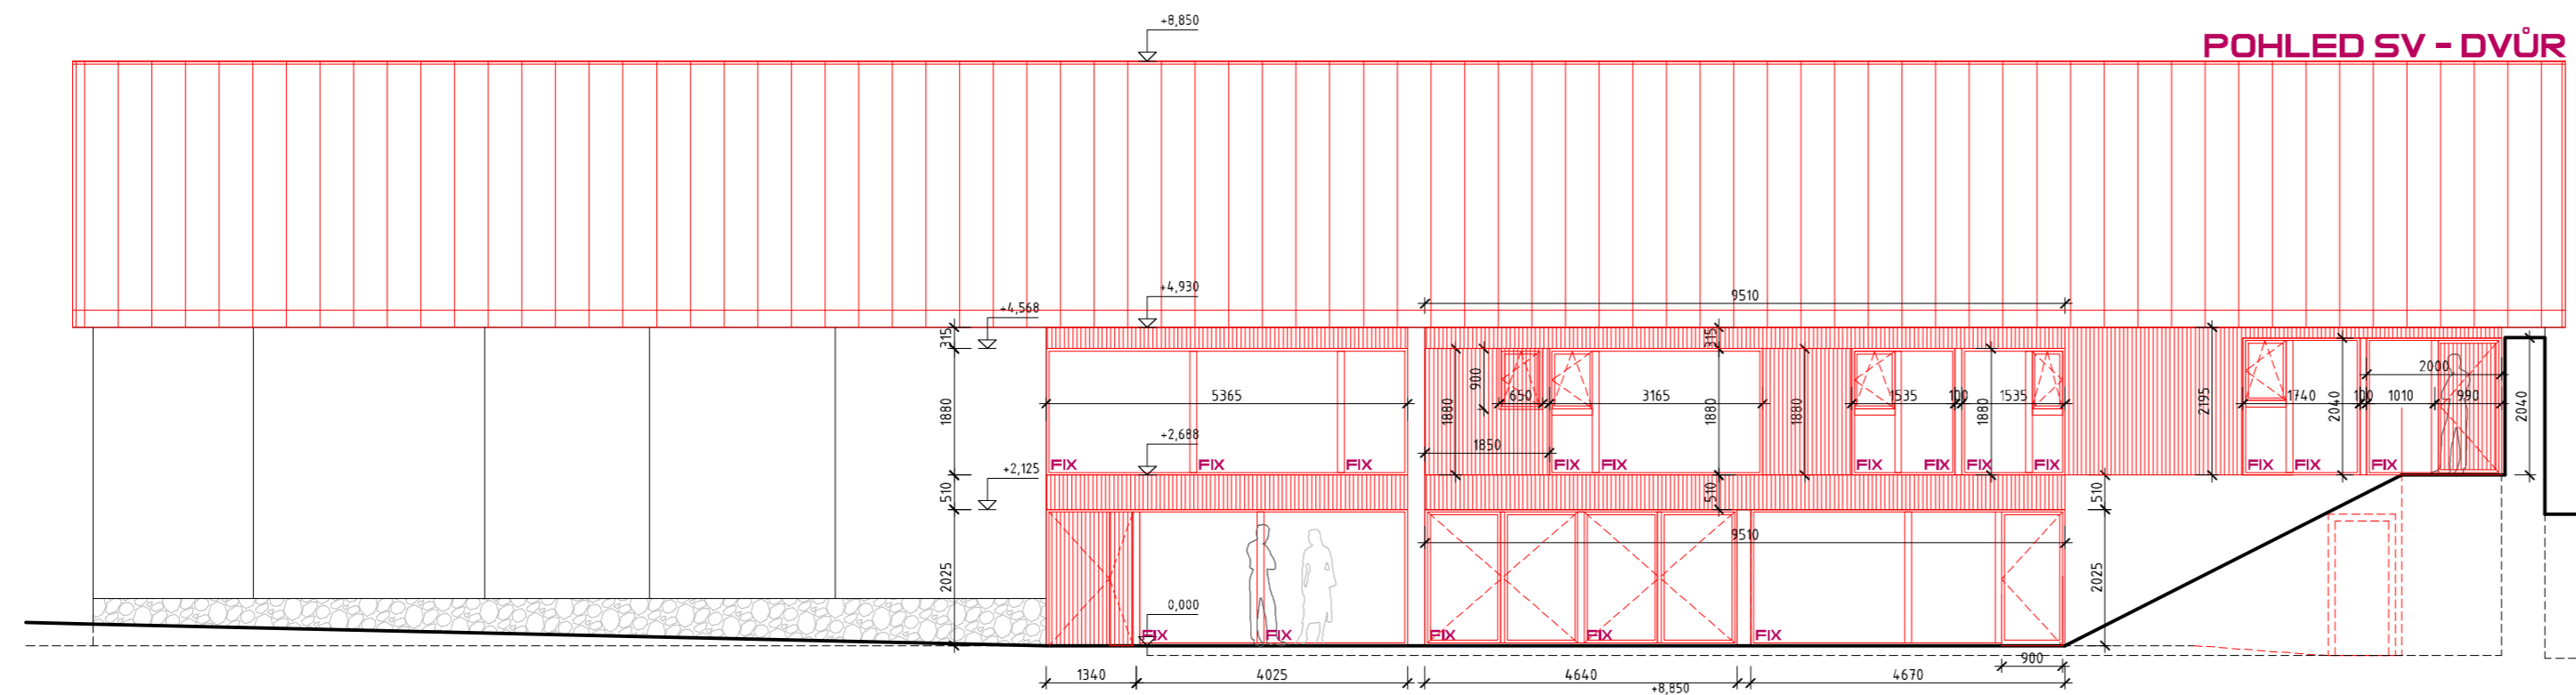 +8,850
POHLED SV - DVŮR
+4,930
+4,568
9510
315
315
900
2000
5365
650
3165
1535
100
1535
1740
100
1010
990
1880
1880
1880
1880
1880
2195
2040
2040
+2,688
1850
+2,125
FIX
FIX
FIX
FIX
FIX
FIX
FIX
FIX
FIX
FIX
FIX
FIX
510
510
510
9510
2025
2025
0,000
FIX
FIX
FIX
FIX
FIX
900
1340
4025
4640
4670
+8,850